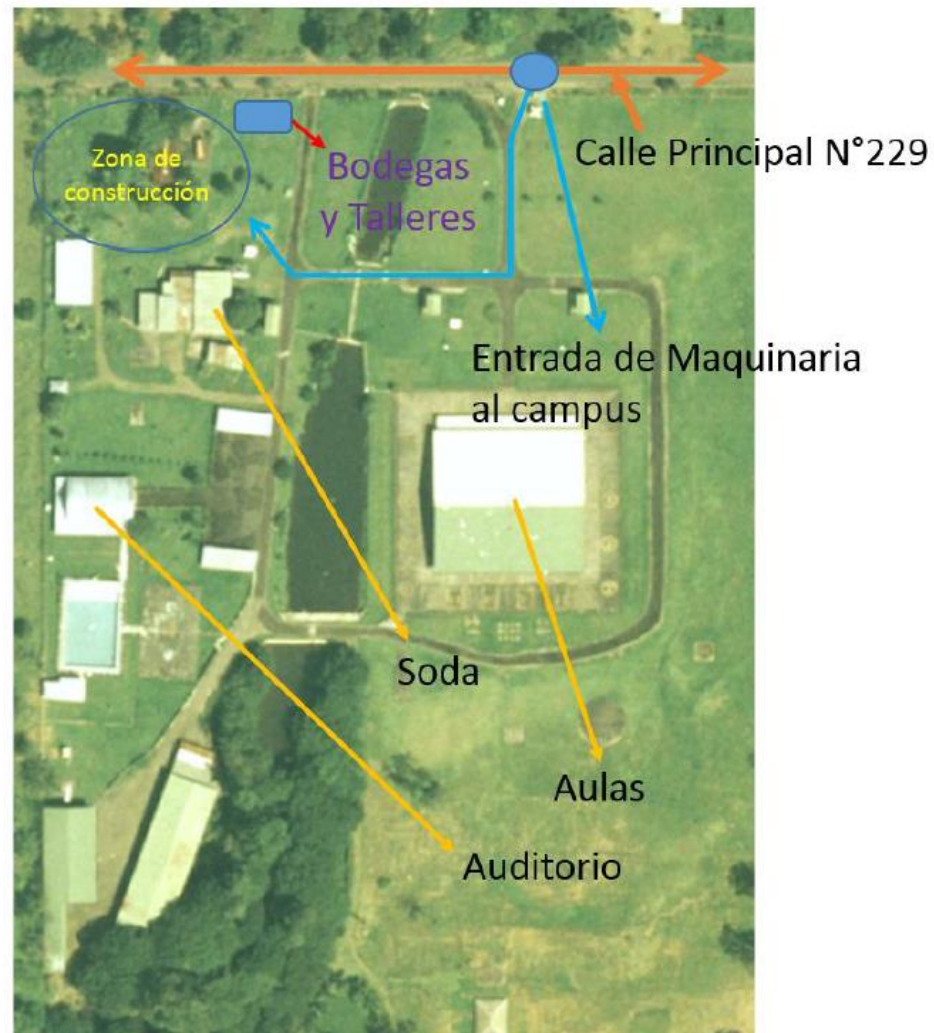 Calle Principal N°229
Zona de
construcción
Bodegas
y Talleres
Entrada de Maquinaria
al campus
Soda
Aulas
Auditorio